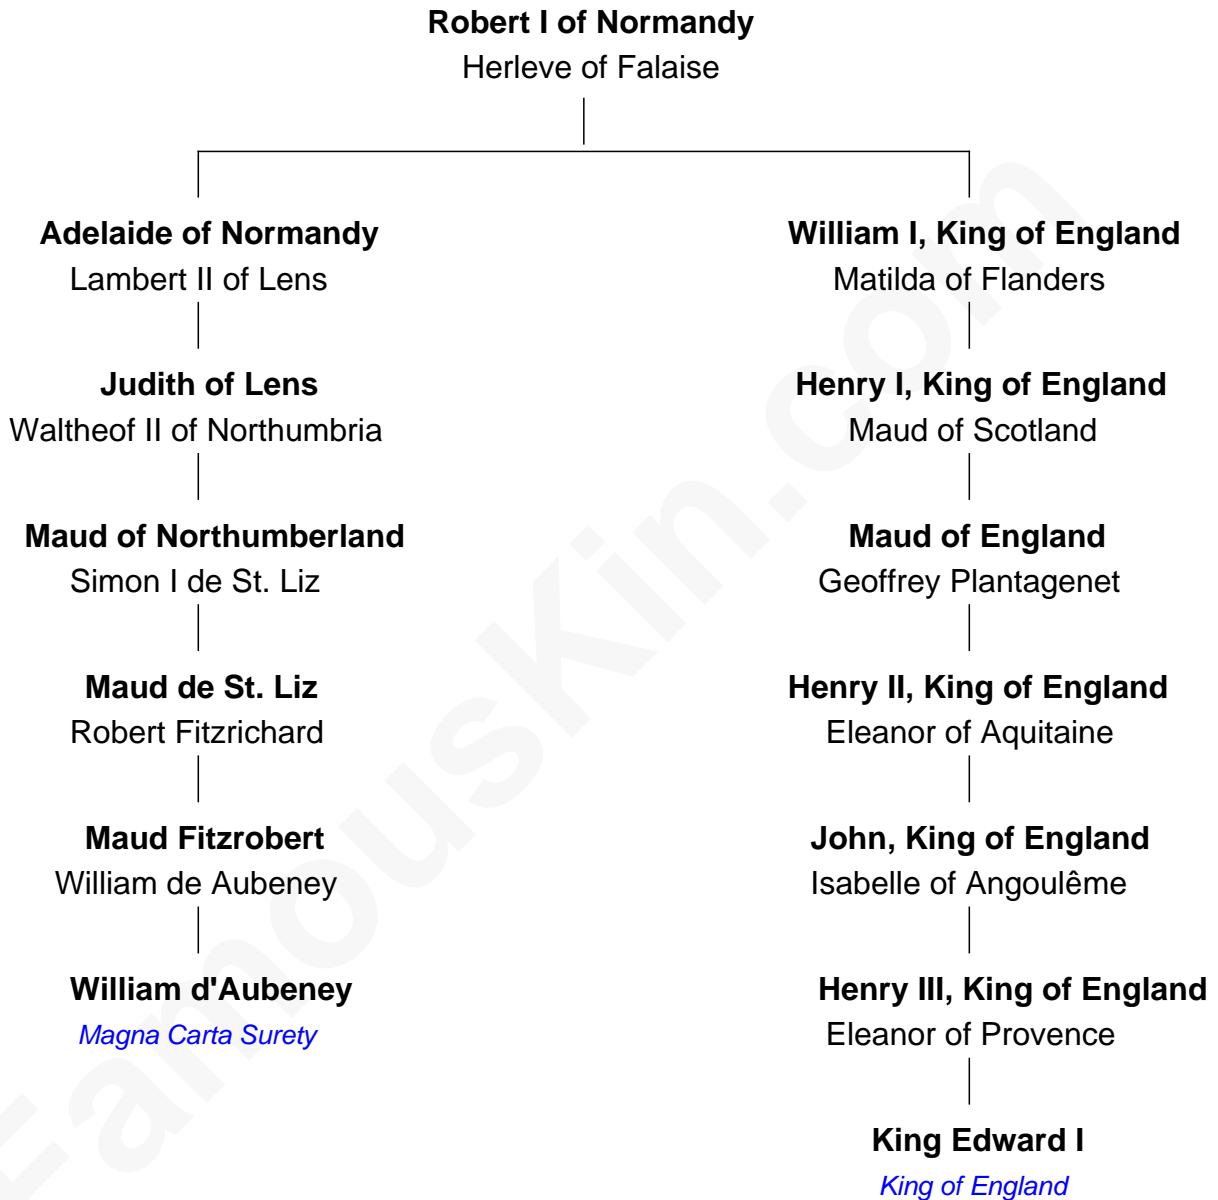 Robert I of Normandy
Herleve of Falaise
Adelaide of Normandy
Lambert II of Lens
Judith of Lens
Waltheof II of Northumbria
Maud of Northumberland
Simon I de St. Liz
Maud de St. Liz
Robert Fitzrichard
Maud Fitzrobert
William de Aubeney
William d'Aubeney
Magna Carta Surety
William I, King of England
Matilda of Flanders
Henry I, King of England
Maud of Scotland
Maud of England
Geoffrey Plantagenet
Henry II, King of England
Eleanor of Aquitaine
John, King of England
Isabelle of Angoulême
Henry III, King of England
Eleanor of Provence
King Edward I
King of England
FamousKin.com